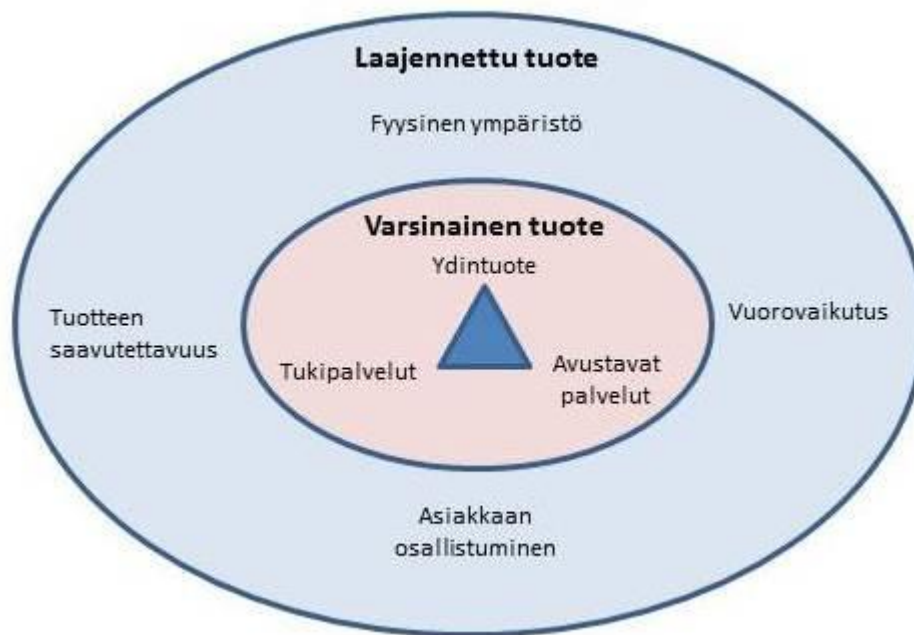 Laajennettu tuote
Fyysinen ympäristö
Varsinainen tuote
Ydintuote
Tuotteen
saavutettavuus
Vuorovaikutus
Tukipalvelut
Avustavat
palvelut
Asiakkaan
osallistuminen